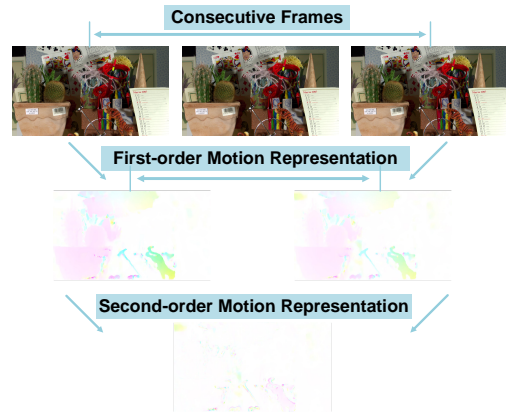 Consecutive Frames
First-order Motion Representation
Second-order Motion Representation